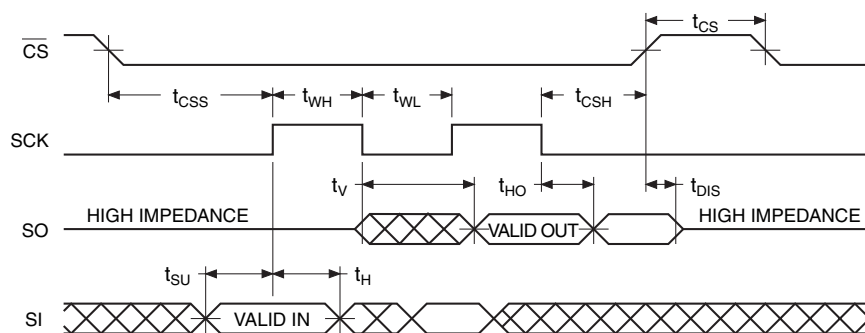 CS
t_CS
t_CSS
t_WH
t_WL
t_CSH
SCK
t_V
t_HO
t_DIS
HIGH IMPEDANCE
HIGH IMPEDANCE
SO
VALID OUT
t_SU
t_H
SI
VALID IN